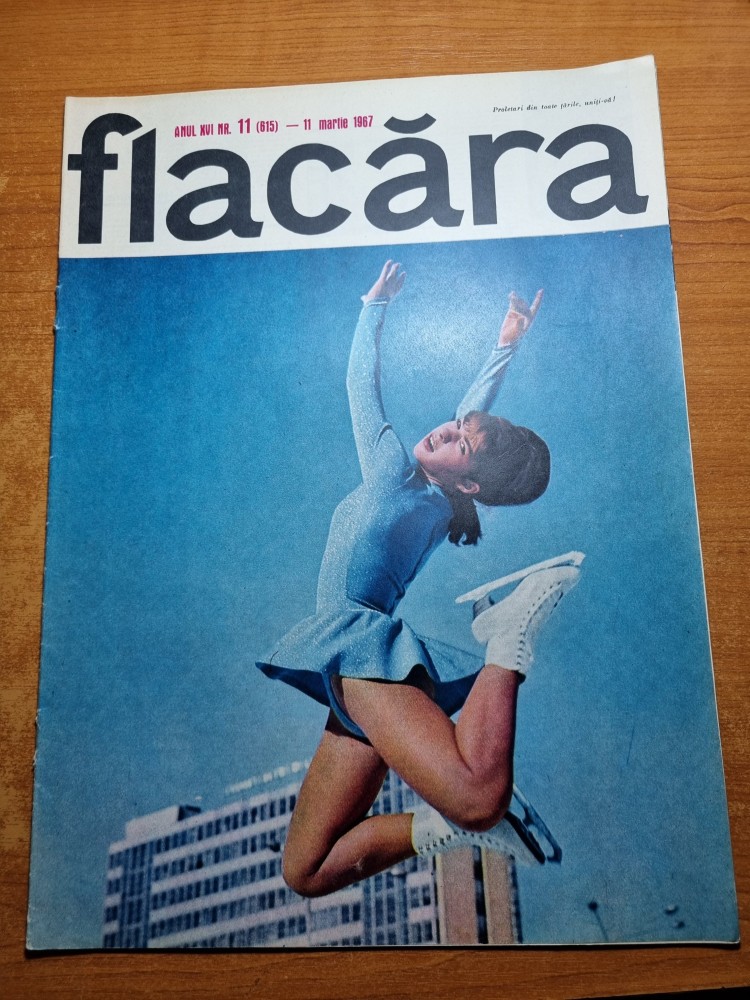 Proletari din toate țările, uniți-vă!
ANUL XVI NR. 11 (615) — 11 martie 1967
flacăra